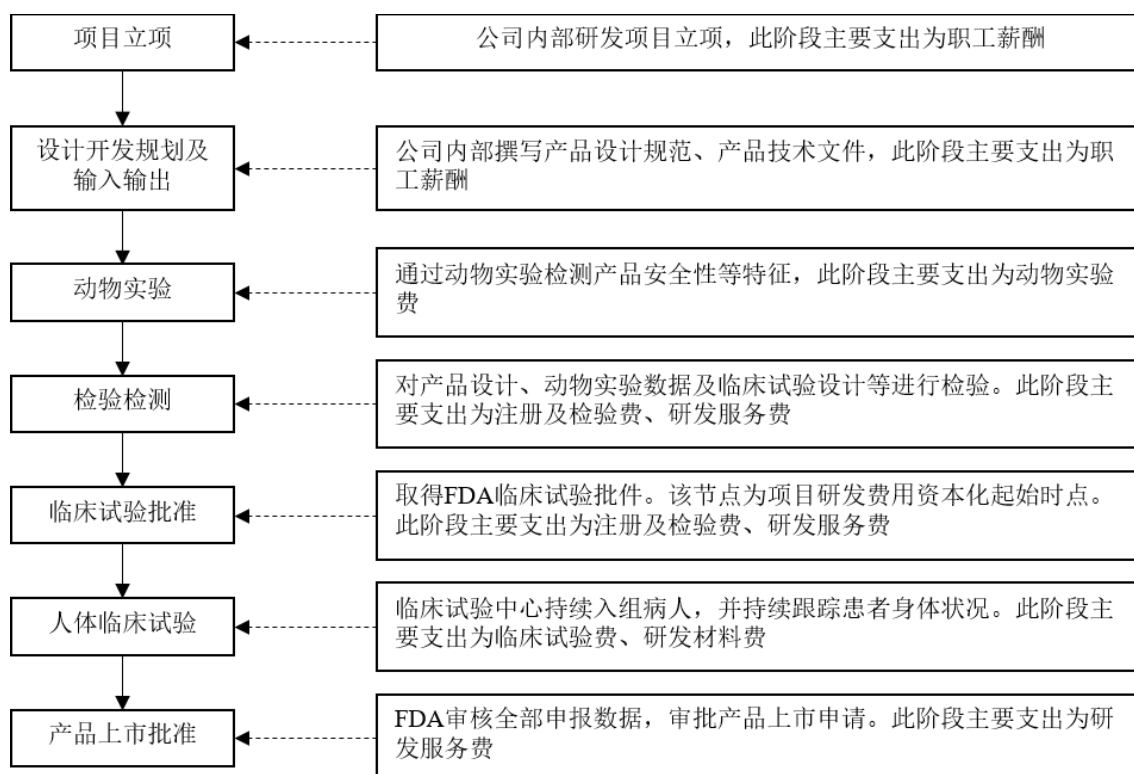 项目立项
公司内部研发项目立项，此阶段主要支出为职工薪酬
设计开发规划及
输入输出
公司内部撰写产品设计规范、产品技术文件，此阶段主要支出为职
工薪酬
动物实验
通过动物实验检测产品安全性等特征，此阶段主要支出为动物实验
费
检验检测
对产品设计、动物实验数据及临床试验设计等进行检验。此阶段主
要支出为注册及检验费、研发服务费
临床试验批准
取得FDA临床试验批件。该节点为项目研发费用资本化起始时点。
此阶段主要支出为注册及检验费、研发服务费
人体临床试验
临床试验中心持续入组病人，并持续跟踪患者身体状况。此阶段主
要支出为临床试验费、研发材料费
产品上市批准
FDA审核全部申报数据，审批产品上市申请。此阶段主要支出为研
发服务费